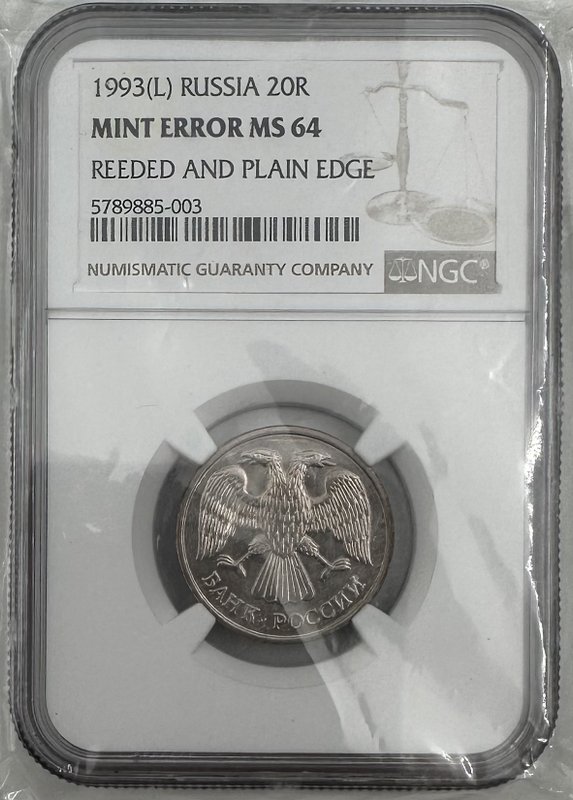 1993(L) RUSSIA 20R
MINT ERROR MS 64
REEDED AND PLAIN EDGE
5789885-003
NUMISMATIC GUARANTY COMPANY
NGC®
БАНК РОССИИ